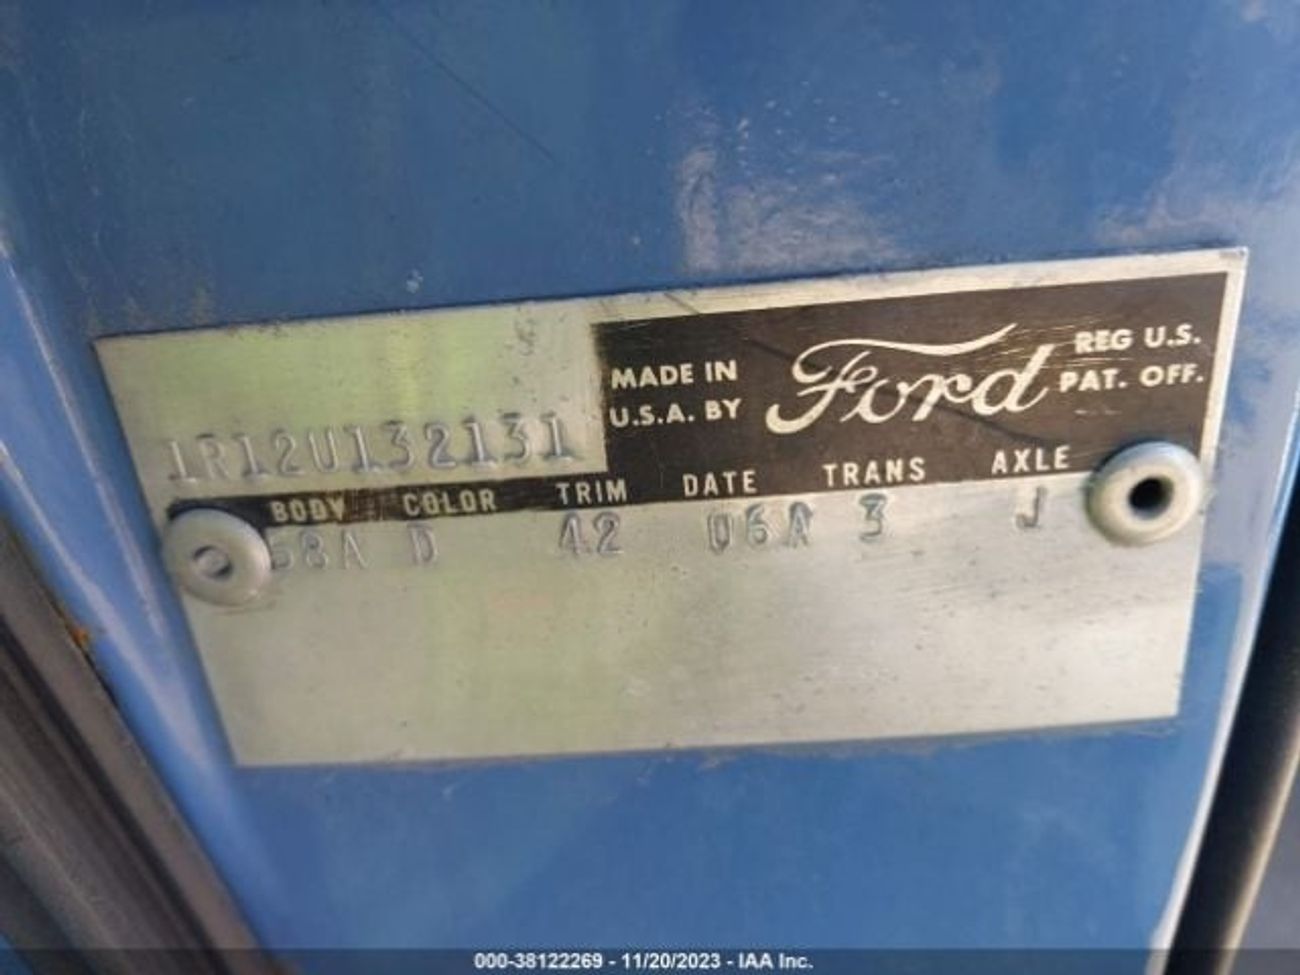 MADE IN
U.S.A. BY
Ford
REG U.S.
PAT. OFF.
1R12U132131
BODY COLOR TRIM DATE TRANS AXLE
58A D 42 06A 3 J
000-38122269 - 11/20/2023 - IAA Inc.